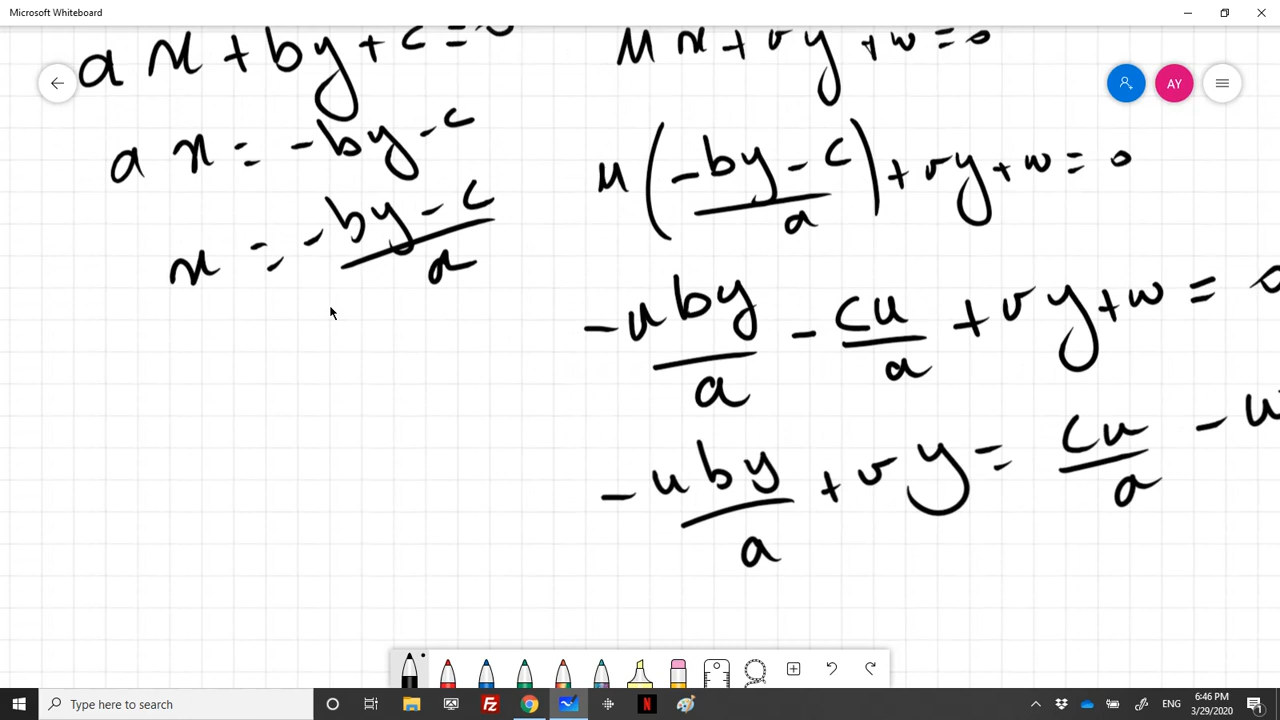 Microsoft Whiteboard
ax+by+c=0
ux+vy+w=0
AY
ax = -by-c
u(-by-c/a)+vy+w=0
x = -by-c/a
-uby/a - cu/a + vy+w = 0
-uby/a + vy = cu/a - w
Type here to search
ENG
6:46 PM
3/29/2020